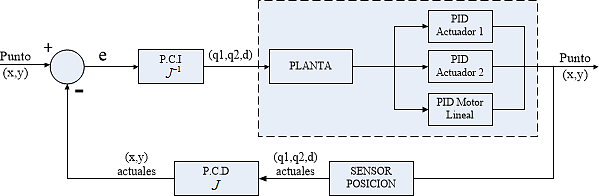 Punto
(x,y)
+
-
e
P.C.I
J⁻¹
(q1,q2,d)
PLANTA
PID
Actuador 1
PID
Actuador 2
PID Motor
Lineal
Punto
(x,y)
(x,y)
actuales
P.C.D
J
(q1,q2,d)
actuales
SENSOR
POSICION